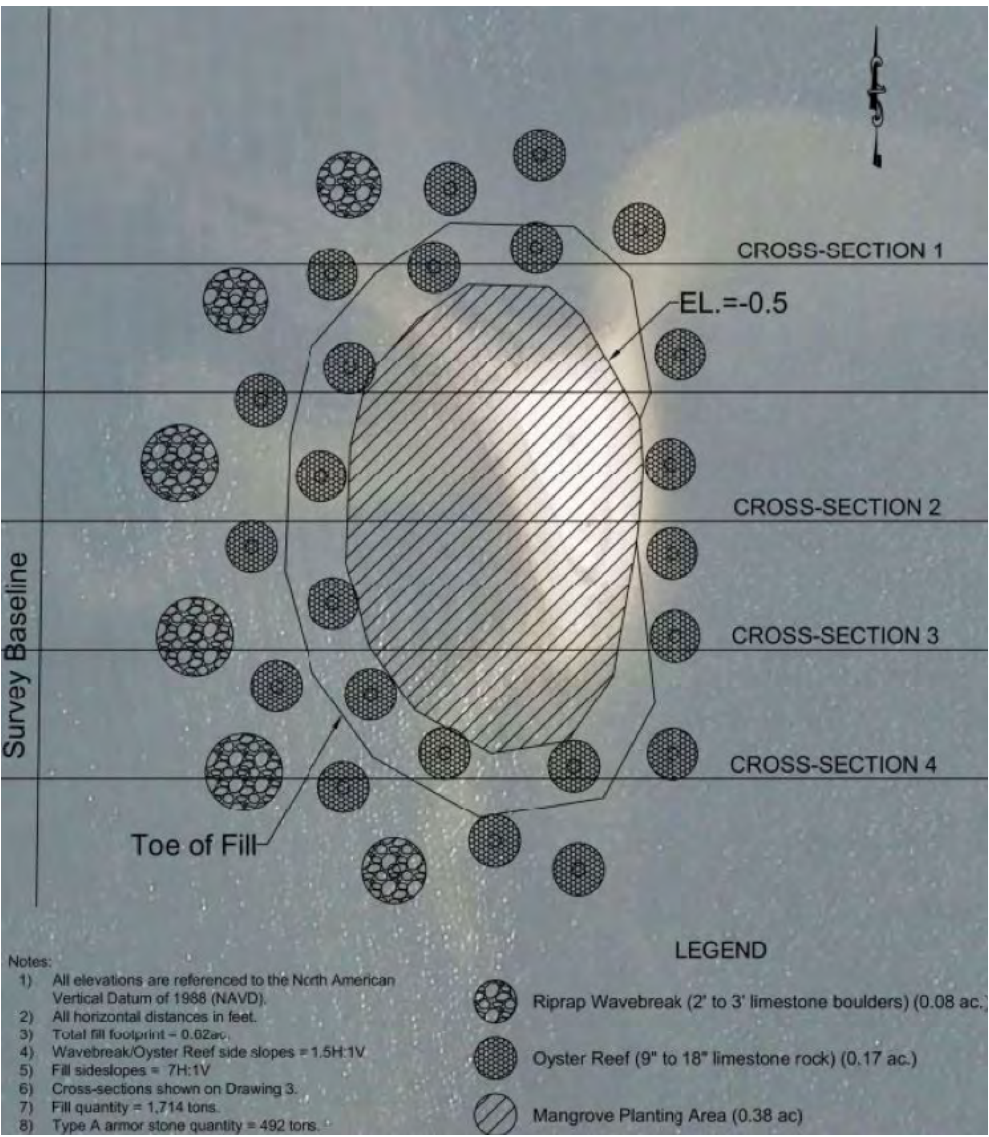 CROSS-SECTION 1
EL.=-0.5
CROSS-SECTION 2
CROSS-SECTION 3
CROSS-SECTION 4
Survey Baseline
Toe of Fill
Notes:
1) All elevations are referenced to the North American
Vertical Datum of 1988 (NAVD).
2) All horizontal distances in feet.
3) Total fill footprint = 0.62ac.
4) Wavebreak/Oyster Reef side slopes = 1.5H:1V
5) Fill sideslopes = 7H:1V
6) Cross-sections shown on Drawing 3.
7) Fill quantity = 1,714 tons.
8) Type A armor stone quantity = 492 tons.
LEGEND
Riprap Wavebreak (2' to 3' limestone boulders) (0.08 ac.)
Oyster Reef (9" to 18" limestone rock) (0.17 ac.)
Mangrove Planting Area (0.38 ac)